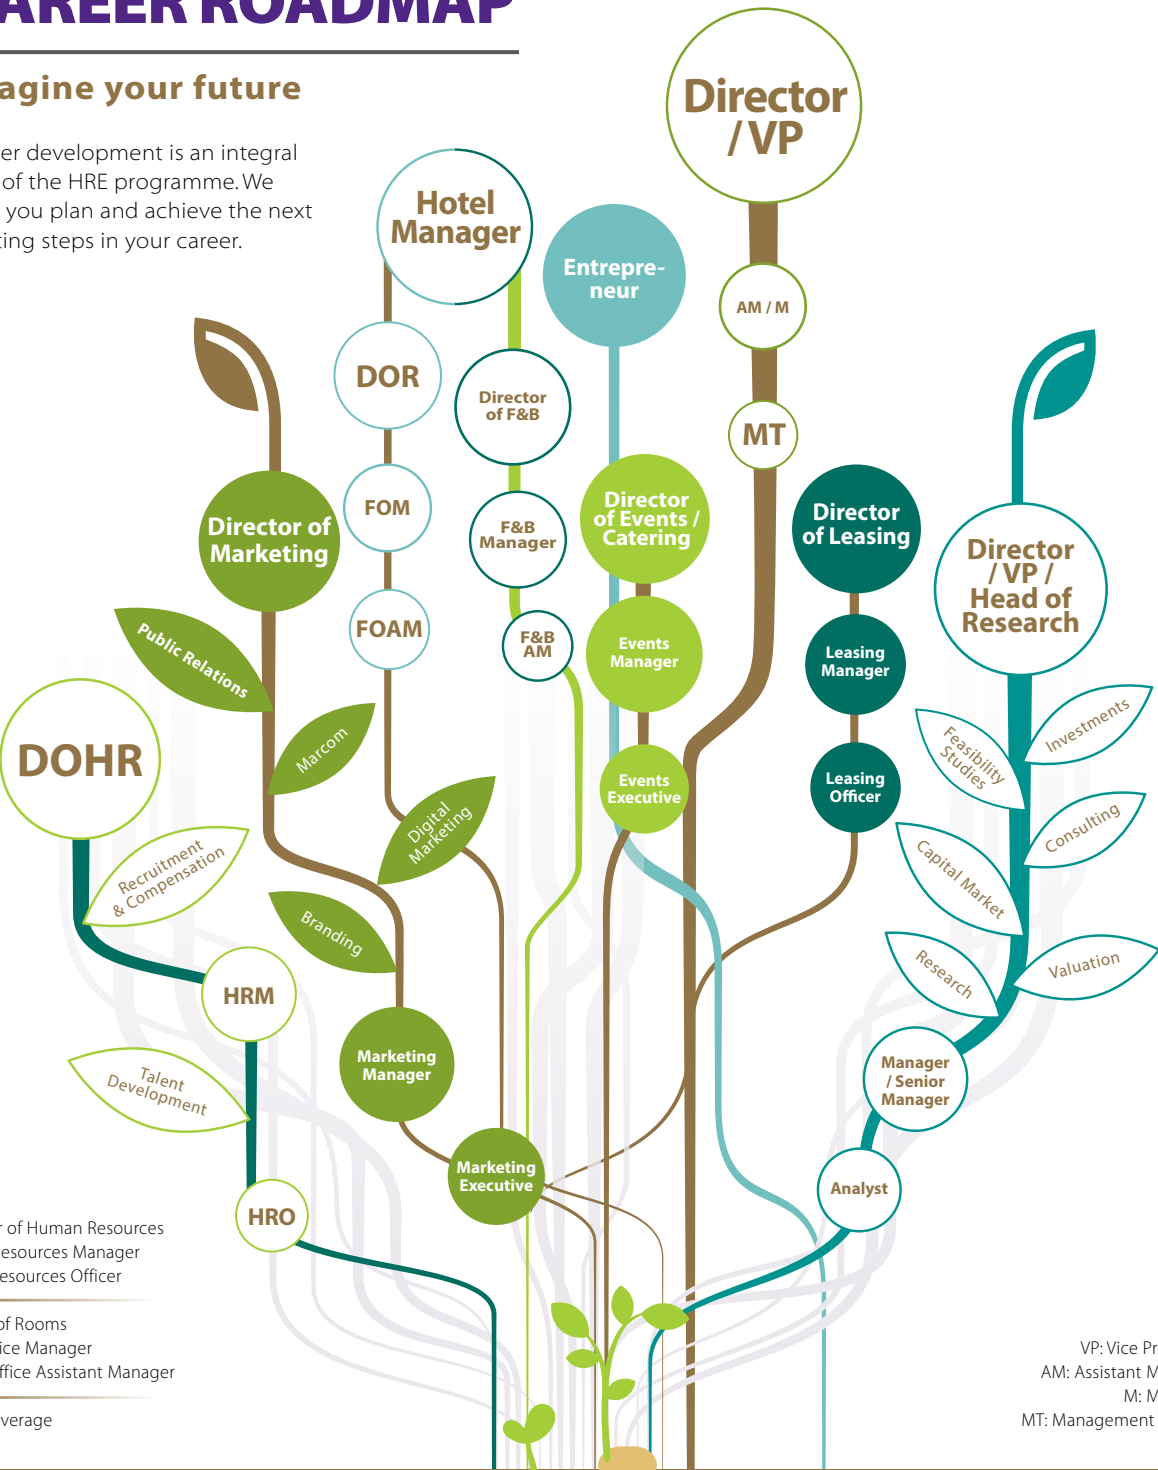 CAREER ROADMAP
agine your future
er development is an integral
of the HRE programme. We
you plan and achieve the next
ting steps in your career.
Director
/ VP
Hotel
Manager
Entrepre-
neur
AM / M
DOR
Director
of F&B
MT
FOM
F&B
Manager
Director
of Events /
Catering
Director
of Leasing
Director of
Marketing
Director
/ VP /
Head of
Research
FOAM
F&B
AM
Events
Manager
Leasing
Manager
Public Relations
Marcom
Investments
Feasibility
Studies
DOHR
Events
Executive
Leasing
Officer
Digital
Marketing
Consulting
Capital Market
Recruitment
& Compensation
Branding
Research
Valuation
HRM
Marketing
Manager
Manager
/ Senior
Manager
Talent
Development
Marketing
Executive
Analyst
HRO
r of Human Resources
esources Manager
esources Officer
of Rooms
ice Manager
ffice Assistant Manager
verage
VP: Vice Pr
AM: Assistant M
M: M
MT: Management